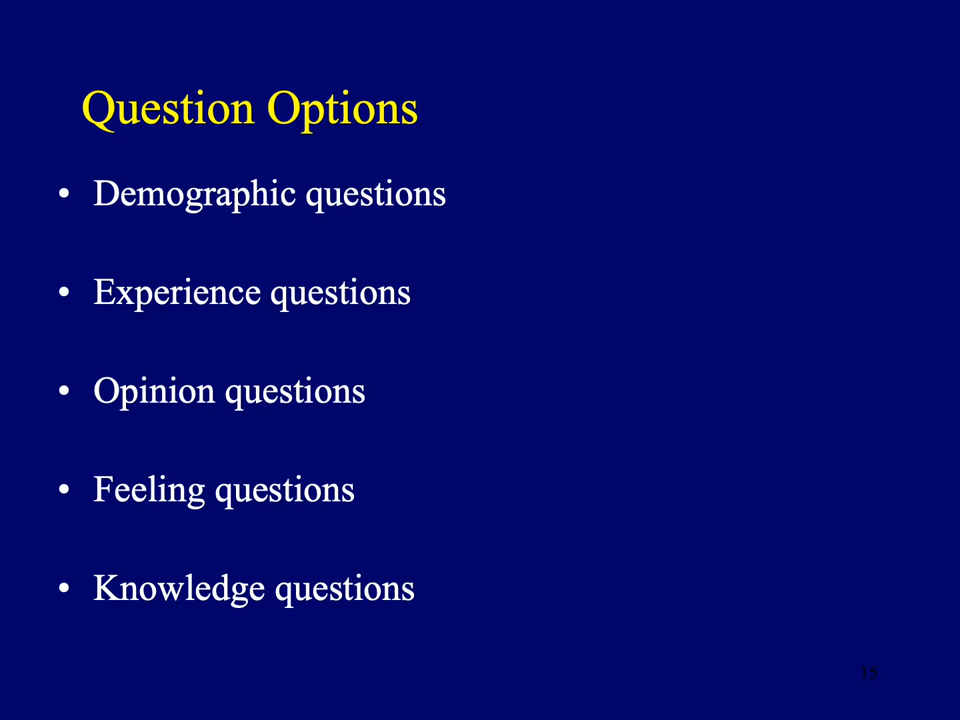 Question Options
• Demographic questions
• Experience questions
• Opinion questions
• Feeling questions
• Knowledge questions
15